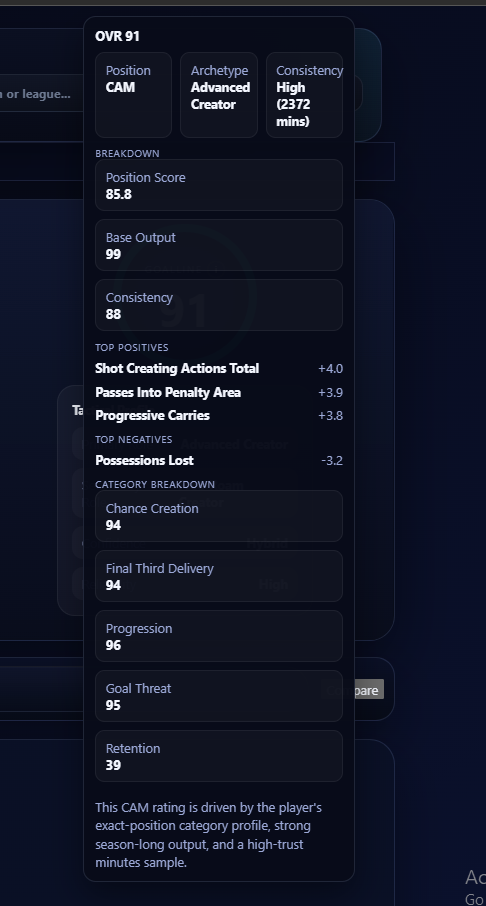 OVR 91
Position
CAM
Archetype
Advanced
Creator
Consistency
High
(2372
mins)
n or league...
BREAKDOWN
Position Score
85.8
Base Output
99
Consistency
88
91
TOP POSITIVES
Shot Creating Actions Total +4.0
Passes Into Penalty Area +3.9
Progressive Carries +3.8
Ta
TOP NEGATIVES
Possessions Lost -3.2
CATEGORY BREAKDOWN
Chance Creation
94
Final Third Delivery
94
Progression
96
Goal Threat
95
pare
Retention
39
This CAM rating is driven by the player's
exact-position category profile, strong
season-long output, and a high-trust
minutes sample.
Ac
Go